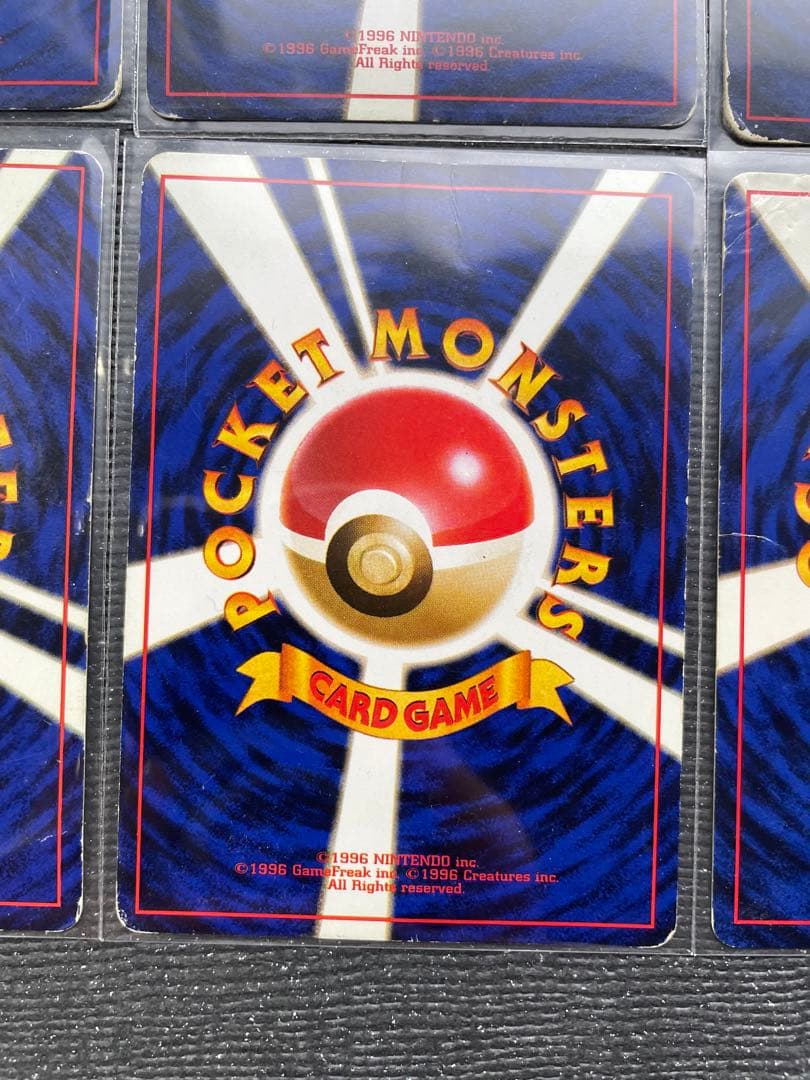 ©1996 NINTENDO inc.
©1996 GameFreak inc. ©1996 Creatures inc.
All Rights reserved.
POCKET MONSTERS
CARD GAME
©1996 NINTENDO inc.
©1996 GameFreak inc. ©1996 Creatures inc.
All Rights reserved.